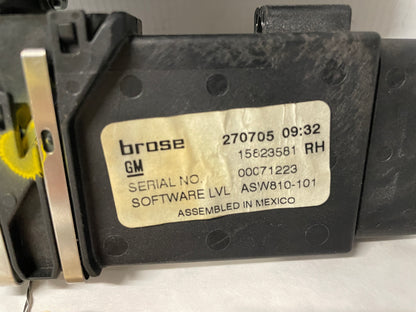 brose 270705 09:32
GM 15823581 RH
SERIAL NO. 00071223
SOFTWARE LVL ASW810-101
ASSEMBLED IN MEXICO